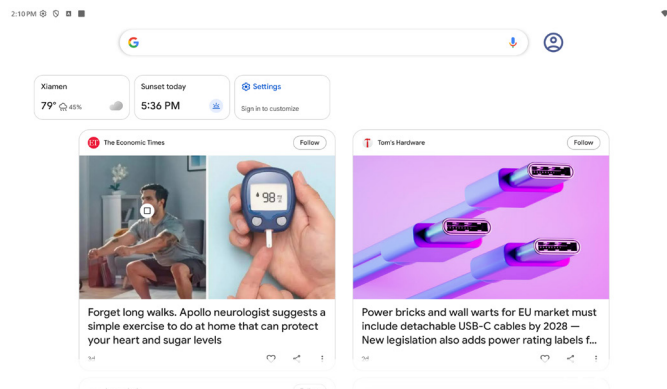 2:10 PM
Xiamen
79° 45%
Sunset today
5:36 PM
Settings
Sign in to customize
The Economic Times
Follow
98
Forget long walks. Apollo neurologist suggests a
simple exercise to do at home that can protect
your heart and sugar levels
Tom's Hardware
Follow
Power bricks and wall warts for EU market must
include detachable USB-C cables by 2028 —
New legislation also adds power rating labels f...